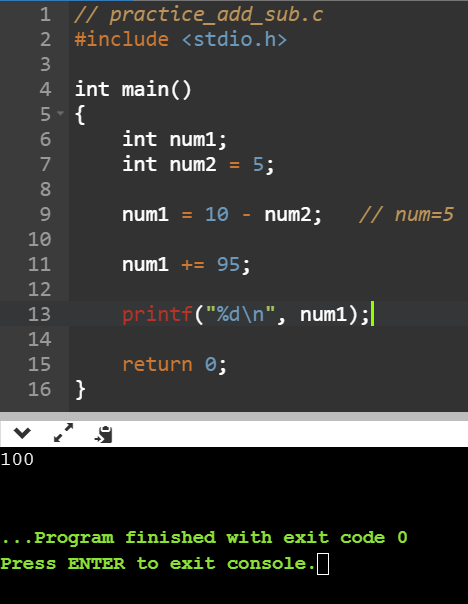 1 // practice_add_sub.c
2 #include <stdio.h>
3
4 int main()
5 {
6     int num1;
7     int num2 = 5;
8
9     num1 = 10 - num2;   // num=5
10
11     num1 += 95;
12
13     printf("%d\n", num1);
14
15     return 0;
16 }
100
...Program finished with exit code 0
Press ENTER to exit console.